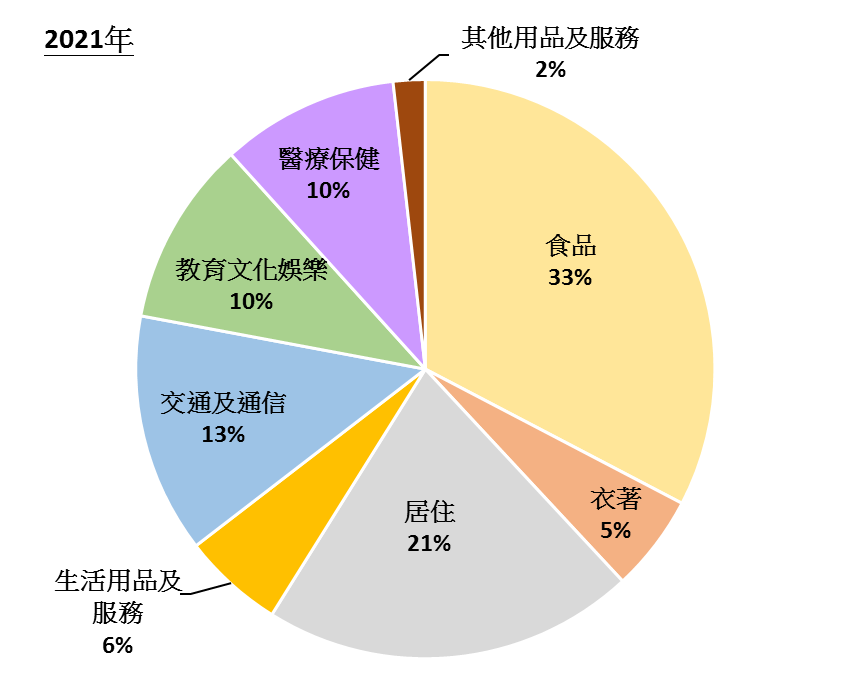 2021年
其他用品及服務
2%
醫療保健
10%
食品
33%
教育文化娛樂
10%
交通及通信
13%
衣著
5%
居住
21%
生活用品及
服務
6%